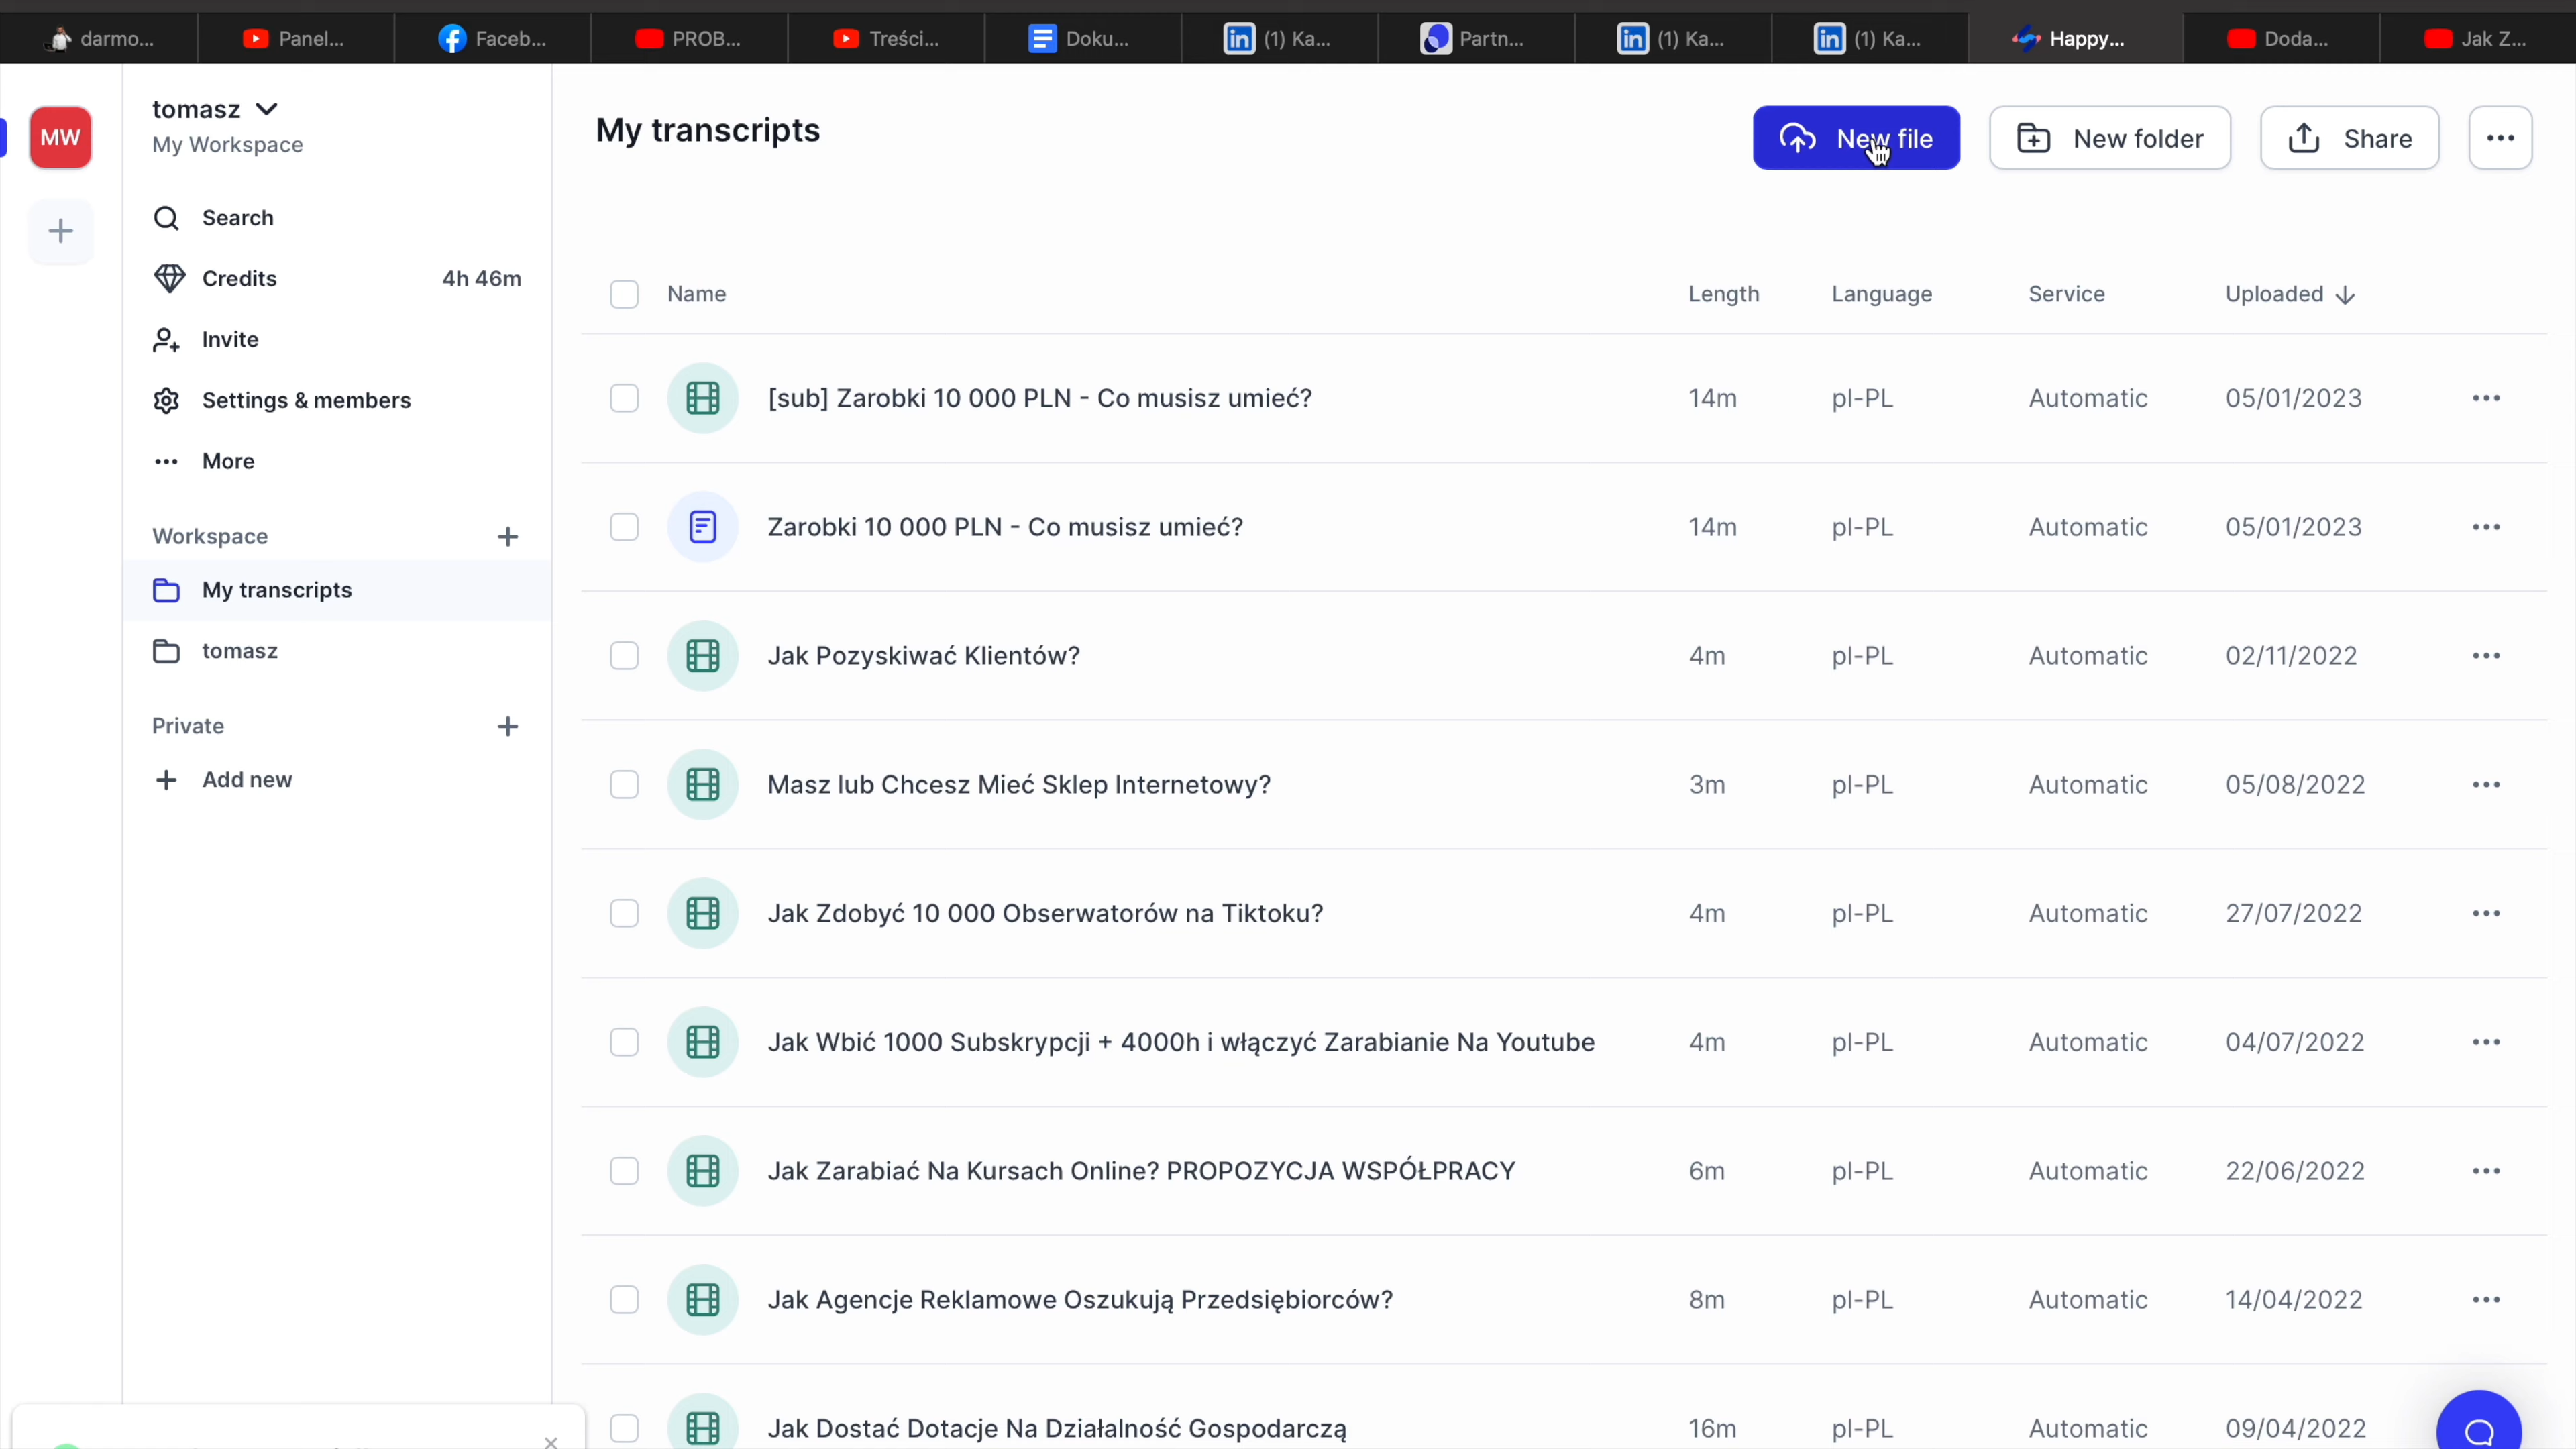 darmo...
Panel...
Faceb...
PROB...
Treści...
Doku...
(1) Ka...
Partn...
(1) Ka...
(1) Ka...
Happy...
Doda...
Jak Z...
MW
tomasz
My Workspace
Search
Credits 4h 46m
Invite
Settings & members
More
Workspace
My transcripts
tomasz
Private
Add new
My transcripts
New file
New folder
Share
Name Length Language Service Uploaded
[sub] Zarobki 10 000 PLN - Co musisz umieć? 14m pl-PL Automatic 05/01/2023
Zarobki 10 000 PLN - Co musisz umieć? 14m pl-PL Automatic 05/01/2023
Jak Pozyskiwać Klientów? 4m pl-PL Automatic 02/11/2022
Masz lub Chcesz Mieć Sklep Internetowy? 3m pl-PL Automatic 05/08/2022
Jak Zdobyć 10 000 Obserwatorów na Tiktoku? 4m pl-PL Automatic 27/07/2022
Jak Wbić 1000 Subskrypcji + 4000h i włączyć Zarabianie Na Youtube 4m pl-PL Automatic 04/07/2022
Jak Zarabiać Na Kursach Online? PROPOZYCJA WSPÓŁPRACY 6m pl-PL Automatic 22/06/2022
Jak Agencje Reklamowe Oszukują Przedsiębiorców? 8m pl-PL Automatic 14/04/2022
Jak Dostać Dotacje Na Działalność Gospodarczą 16m pl-PL Automatic 09/04/2022